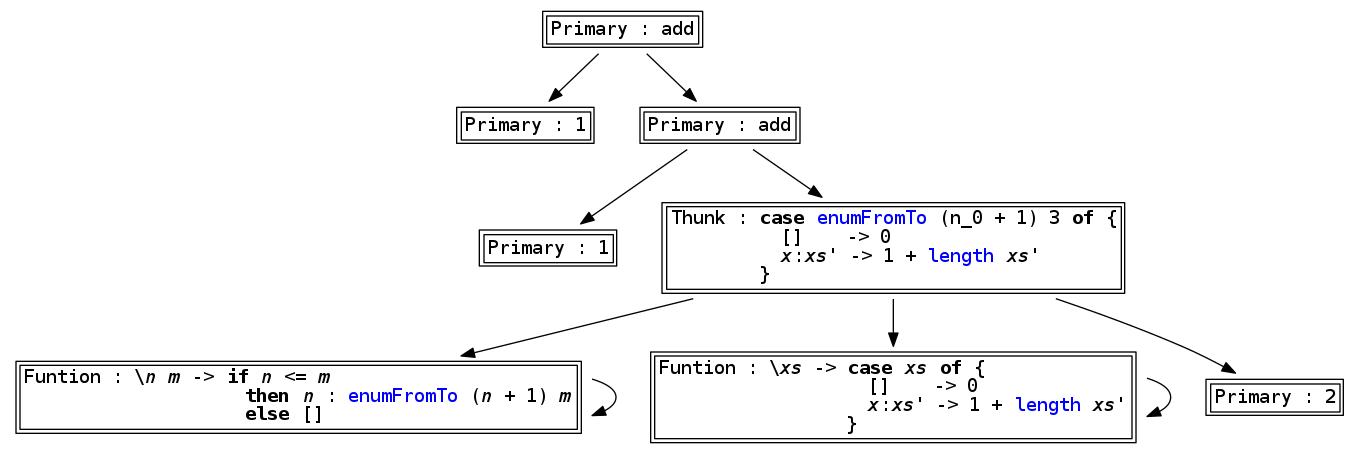 Primary : add
Primary : 1
Primary : add
Primary : 1
Thunk : case enumFromTo (n_0 + 1) 3 of {
[] -> 0
x:xs' -> 1 + length xs'
}
Funtion : \n m -> if n <= m
then n : enumFromTo (n + 1) m
else []
Funtion : \xs -> case xs of {
[] -> 0
x:xs' -> 1 + length xs'
}
Primary : 2